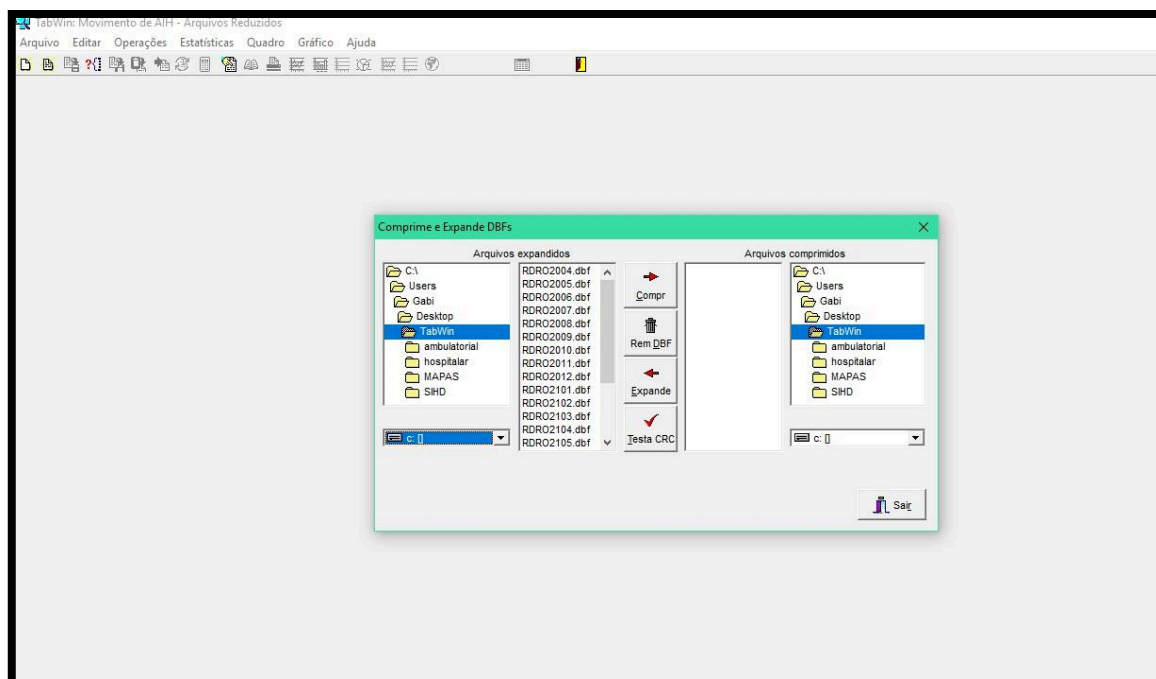 TabWin: Movimento de AIH - Arquivos Reduzidos
Arquivo Editar Operações Estatísticas Quadro Gráfico Ajuda
Comprime e Expande DBFs
Arquivos expandidos
Arquivos comprimidos
C:\
Users
Gabi
Desktop
TabWin
ambulatorial
hospitalar
MAPAS
SIHD
c: []
RDRO2004.dbf
RDRO2005.dbf
RDRO2006.dbf
RDRO2007.dbf
RDRO2008.dbf
RDRO2009.dbf
RDRO2010.dbf
RDRO2011.dbf
RDRO2012.dbf
RDRO2101.dbf
RDRO2102.dbf
RDRO2103.dbf
RDRO2104.dbf
RDRO2105.dbf
Compr
Rem DBF
Expande
Testa CRC
C:\
Users
Gabi
Desktop
TabWin
ambulatorial
hospitalar
MAPAS
SIHD
c: []
Sair